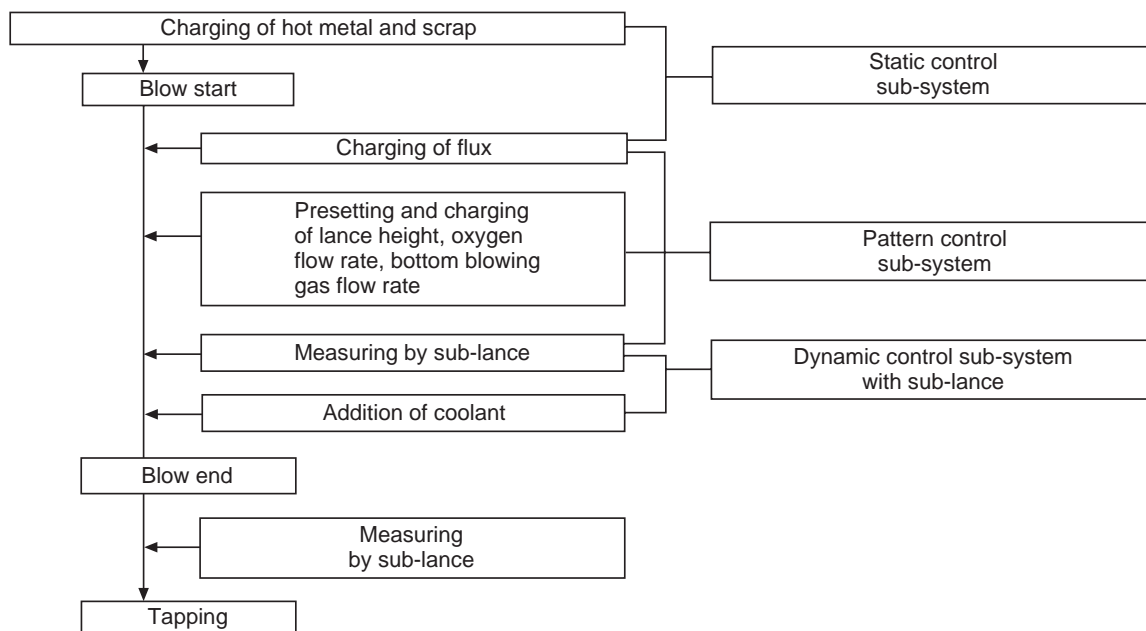 Charging of hot metal and scrap
Blow start
Static control
sub-system
Charging of flux
Presetting and charging
of lance height, oxygen
flow rate, bottom blowing
gas flow rate
Pattern control
sub-system
Measuring by sub-lance
Dynamic control sub-system
with sub-lance
Addition of coolant
Blow end
Measuring
by sub-lance
Tapping